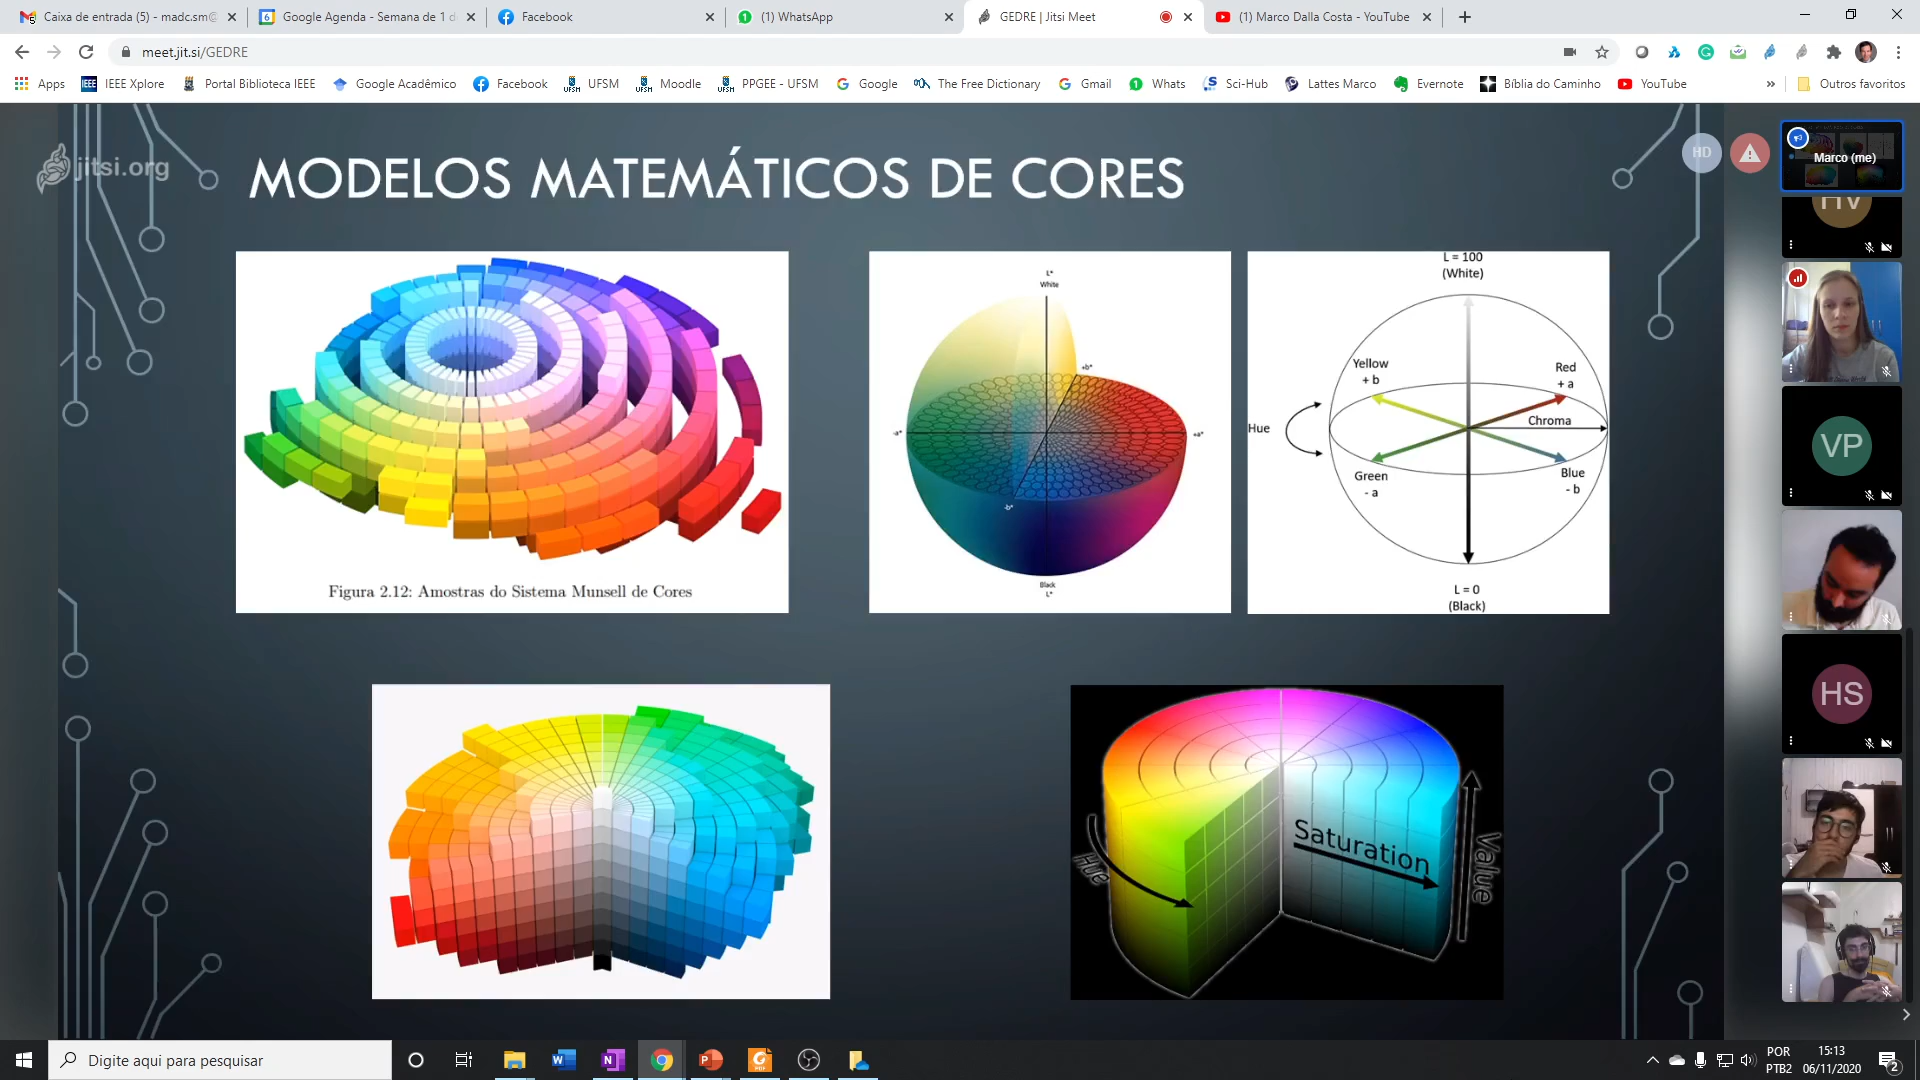 Caixa de entrada (5) - madc.sm@
Google Agenda - Semana de 1 d
Facebook
(1) WhatsApp
GEDRE | Jitsi Meet
(1) Marco Dalla Costa - YouTube
meet.jit.si/GEDRE
Apps
IEEE Xplore
Portal Biblioteca IEEE
Google Acadêmico
Facebook
UFSM
Moodle
PPGEE - UFSM
Google
The Free Dictionary
Gmail
Whats
Sci-Hub
Lattes Marco
Evernote
Bíblia do Caminho
YouTube
»
Outros favoritos
jitsi.org
MODELOS MATEMÁTICOS DE CORES
HD
Marco (me)
HV
VP
HS
Figura 2.12: Amostras do Sistema Munsell de Cores
L*
White
+b*
-a*
+a*
-b*
Black
L*
L = 100
(White)
Yellow
+ b
Red
+ a
Hue
Chroma
Green
- a
Blue
- b
L = 0
(Black)
Hue
Saturation
Value
Digite aqui para pesquisar
POR
PTB2
15:13
06/11/2020
2